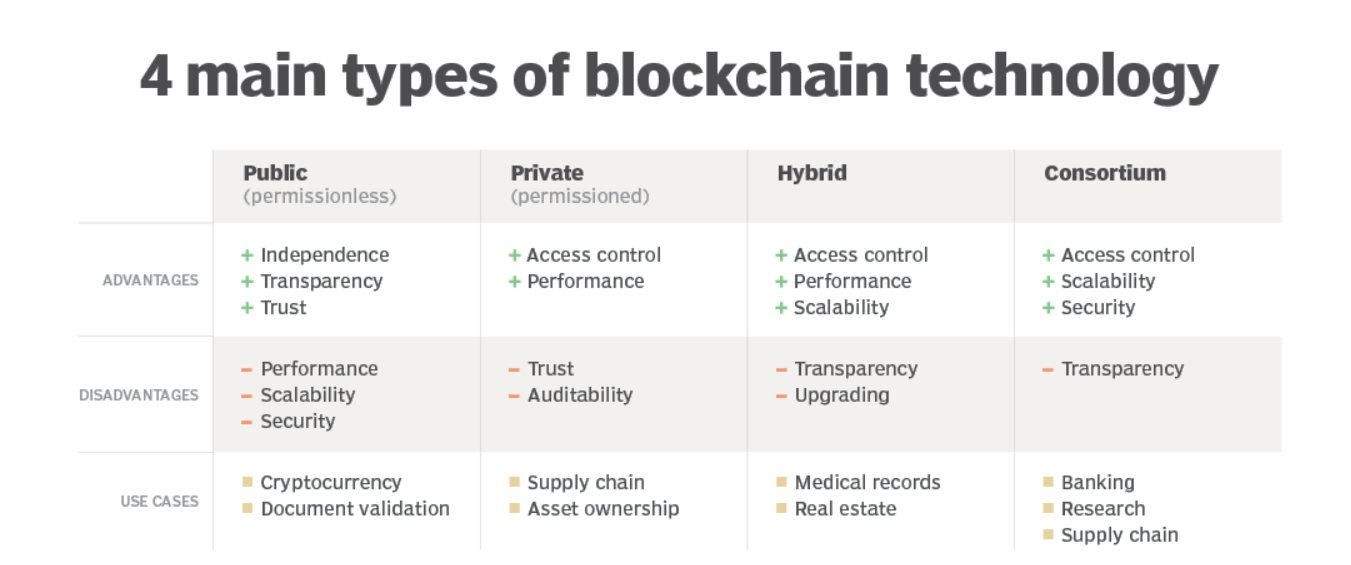 4 main types of blockchain technology
Public
(permissionless)
Private
(permissioned)
Hybrid
Consortium
ADVANTAGES
+ Independence
+ Transparency
+ Trust
+ Access control
+ Performance
+ Access control
+ Performance
+ Scalability
+ Access control
+ Scalability
+ Security
DISADVANTAGES
– Performance
– Scalability
– Security
– Trust
– Auditability
– Transparency
– Upgrading
– Transparency
USE CASES
■ Cryptocurrency
■ Document validation
■ Supply chain
■ Asset ownership
■ Medical records
■ Real estate
■ Banking
■ Research
■ Supply chain